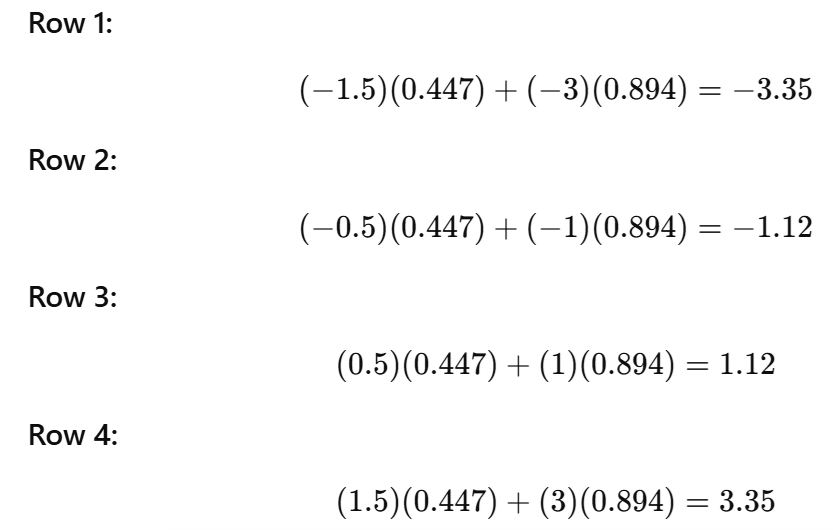 Row 1:
(−1.5)(0.447) + (−3)(0.894) = −3.35
Row 2:
(−0.5)(0.447) + (−1)(0.894) = −1.12
Row 3:
(0.5)(0.447) + (1)(0.894) = 1.12
Row 4:
(1.5)(0.447) + (3)(0.894) = 3.35